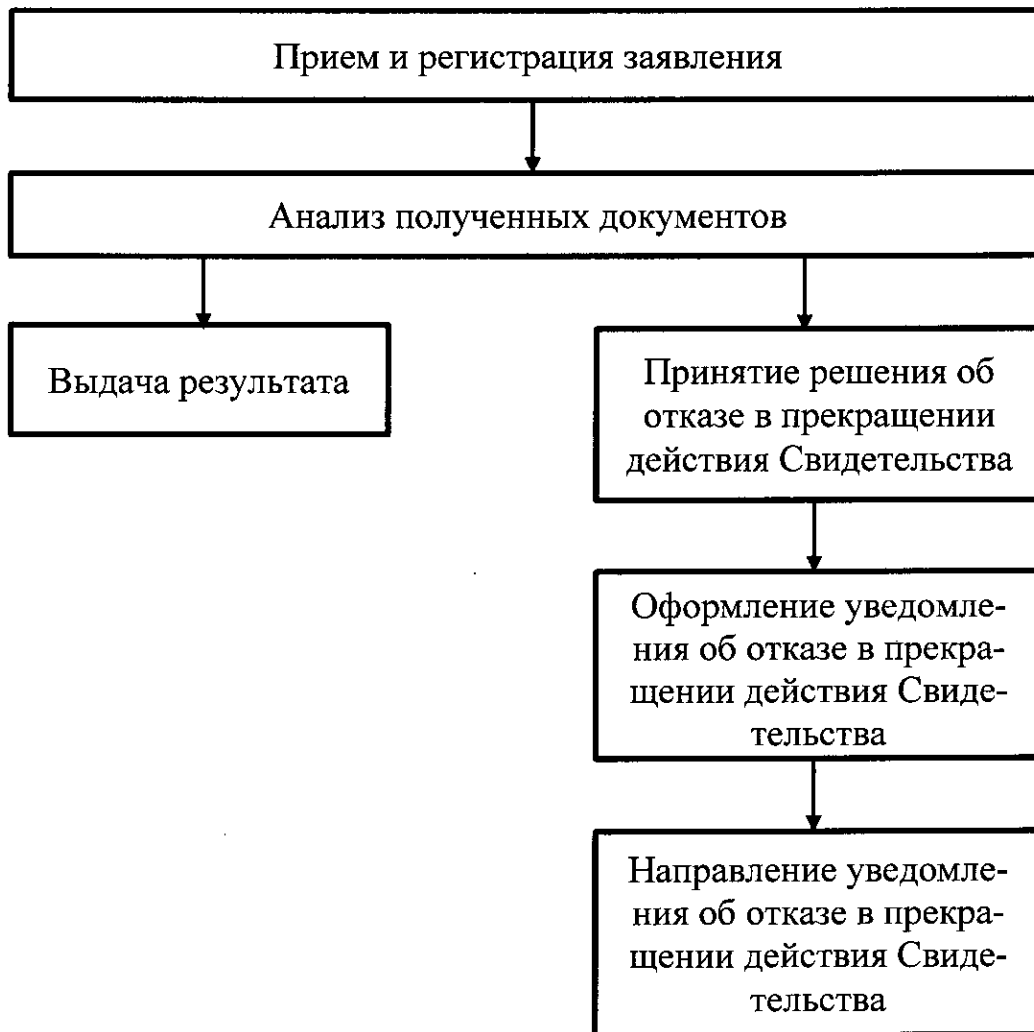 Прием и регистрация заявления
Анализ полученных документов
Выдача результата
Принятие решения об
отказе в прекращении
действия Свидетельства
Оформление уведомле-
ния об отказе в прекра-
щении действия Свиде-
тельства
Направление уведомле-
ния об отказе в прекра-
щении действия Свиде-
тельства